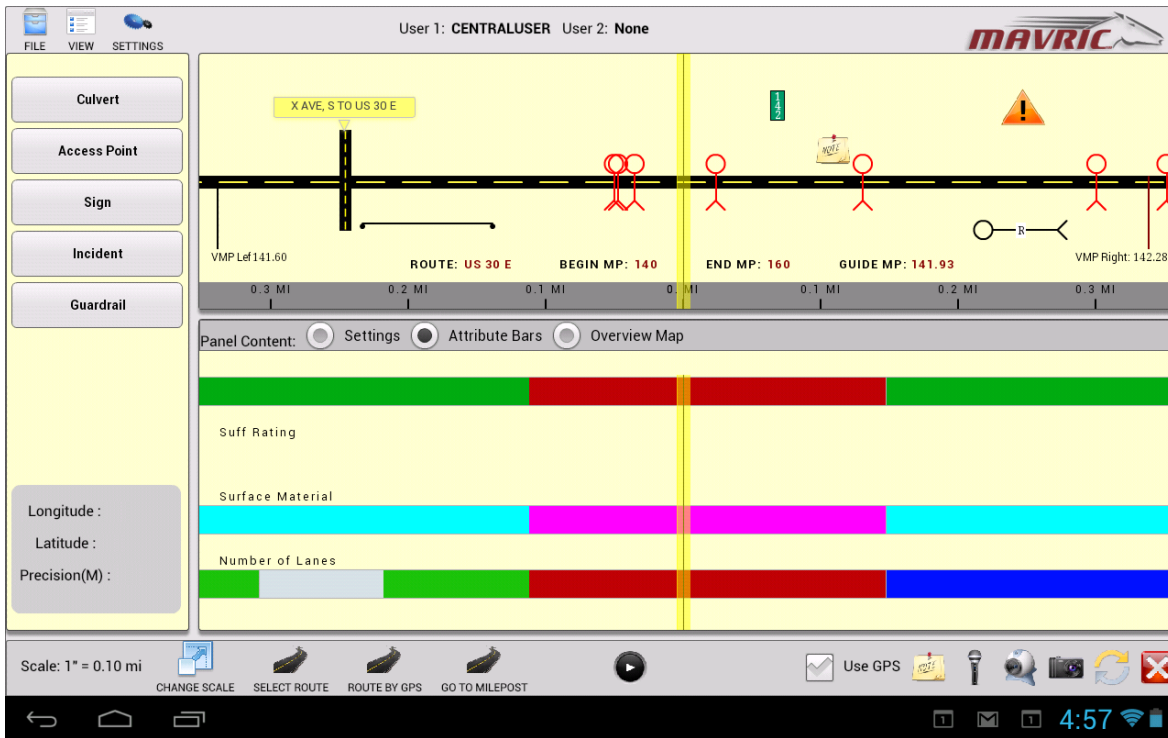 User 1: CENTRALUSER User 2: None
FILE VIEW SETTINGS
MAVRIC
Culvert
Access Point
Sign
Incident
Guardrail
Longitude :
Latitude :
Precision(M) :
X AVE, S TO US 30 E
142
NOTE
R
VMP Lef141.60
VMP Right: 142.28
ROUTE: US 30 E BEGIN MP: 140 END MP: 160 GUIDE MP: 141.93
0.3 MI 0.2 MI 0.1 MI 0. MI 0.1 MI 0.2 MI 0.3 MI
Panel Content: Settings Attribute Bars Overview Map
Suff Rating
Surface Material
Number of Lanes
Scale: 1" = 0.10 mi
CHANGE SCALE SELECT ROUTE ROUTE BY GPS GO TO MILEPOST
Use GPS
NOTE
1 1 4:57